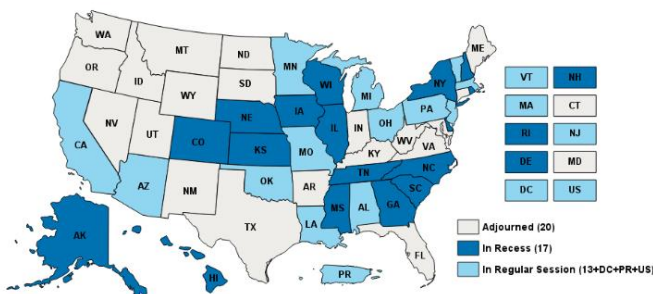 WA
MT
ND
MN
ME
OR
ID
SD
WI
MI
NY
WY
NE
IA
PA
NV
UT
CO
IL
IN
OH
WV
VA
CA
KS
MO
KY
NC
AZ
NM
OK
AR
TN
SC
TX
LA
MS
AL
GA
FL
AK
HI
PR
VT NH
MA CT
RI NJ
DE MD
DC US
Adjourned (20)
In Recess (17)
In Regular Session (13+DC+PR+US)